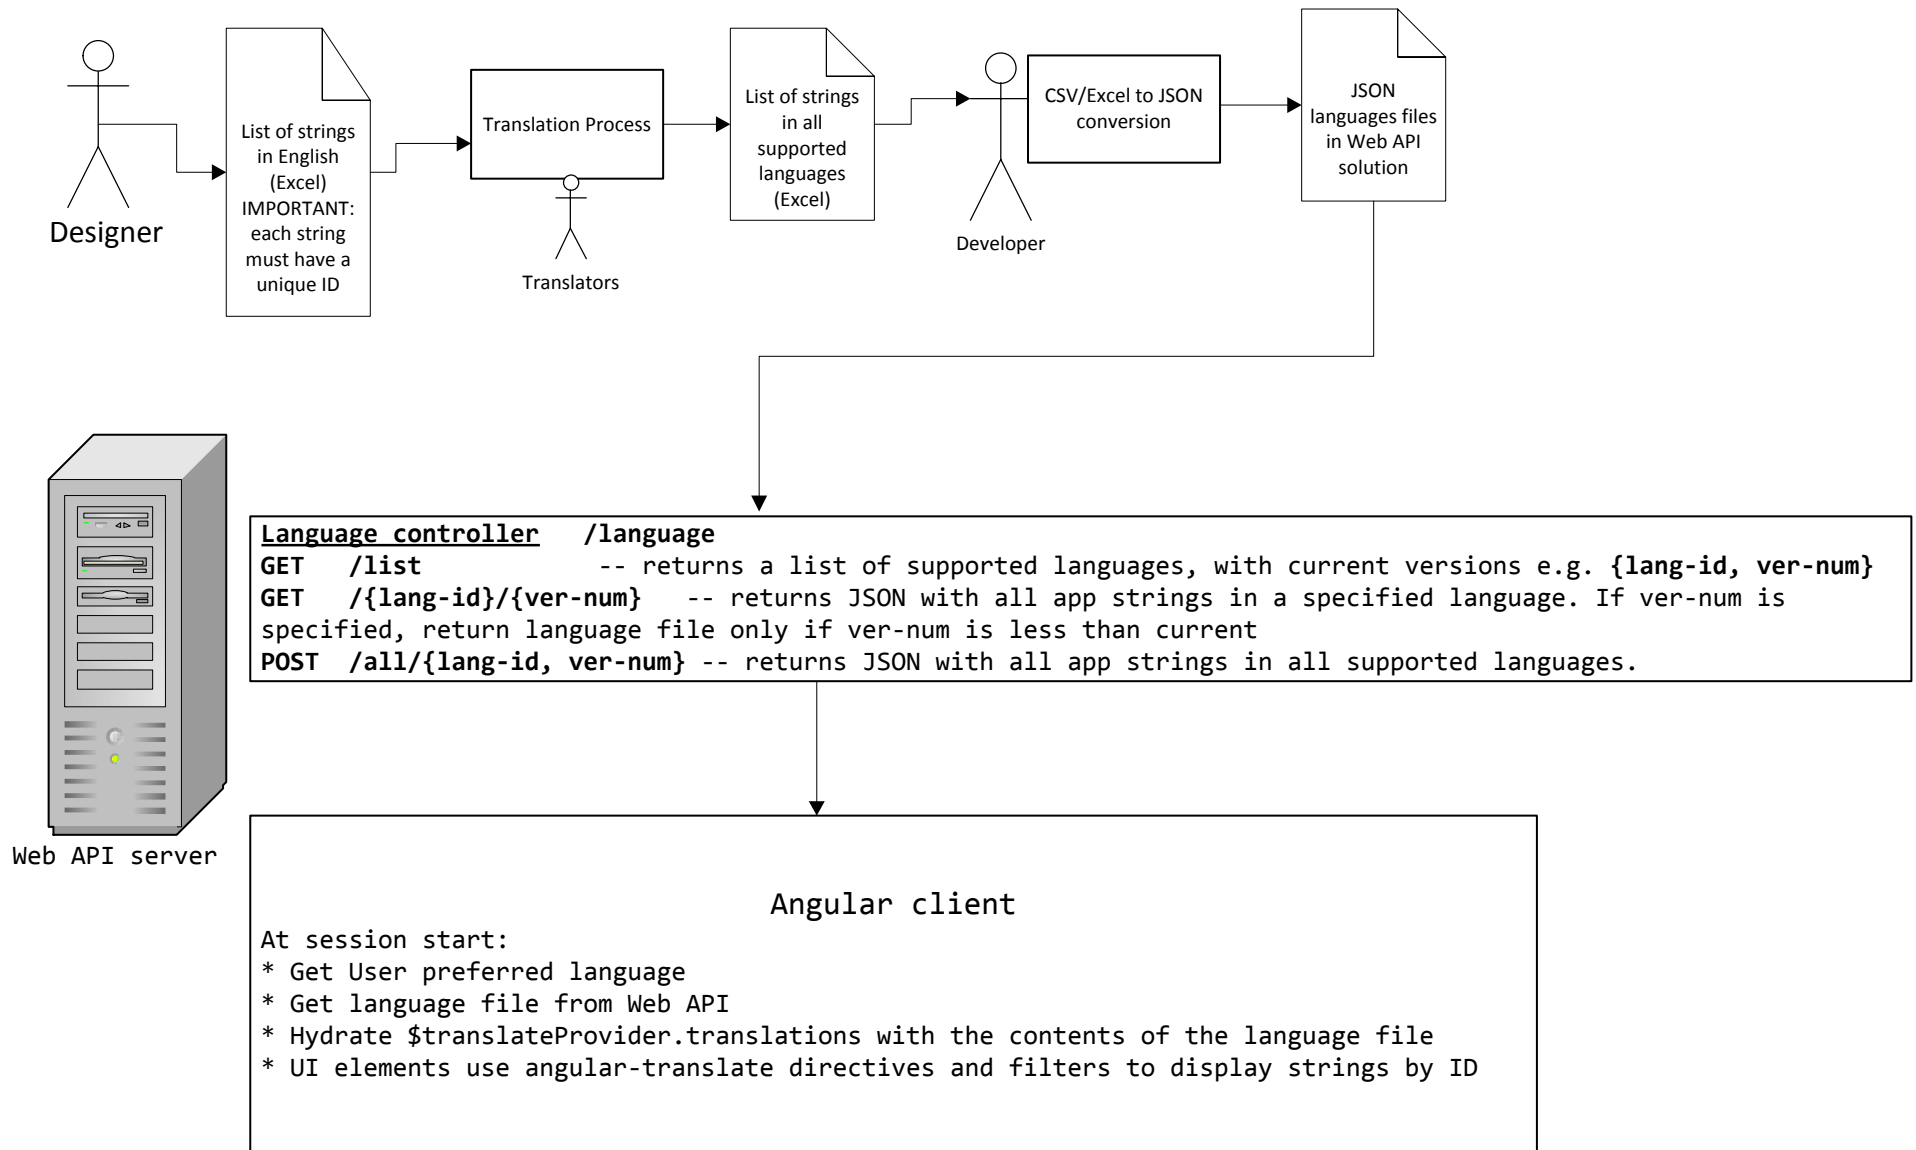 Designer
List of strings
in English
(Excel)
IMPORTANT:
each string
must have a
unique ID
Translation Process
Translators
List of strings
in all
supported
languages
(Excel)
Developer
CSV/Excel to JSON
conversion
JSON
languages files
in Web API
solution
Web API server
Language controller /language
GET /list -- returns a list of supported languages, with current versions e.g. {lang-id, ver-num}
GET /{lang-id}/{ver-num} -- returns JSON with all app strings in a specified language. If ver-num is
specified, return language file only if ver-num is less than current
POST /all/{lang-id, ver-num} -- returns JSON with all app strings in all supported languages.
Angular client
At session start:
* Get User preferred language
* Get language file from Web API
* Hydrate $translateProvider.translations with the contents of the language file
* UI elements use angular-translate directives and filters to display strings by ID